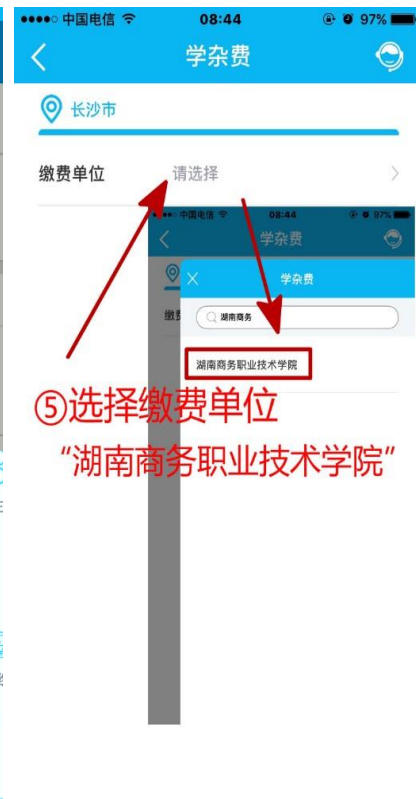 中国电信 08:44 97%
学杂费
长沙市
缴费单位 请选择
中国电信 08:44 97%
学杂费
学杂费
缴费
湖南商务
湖南商务职业技术学院
⑤选择缴费单位
“湖南商务职业技术学院”